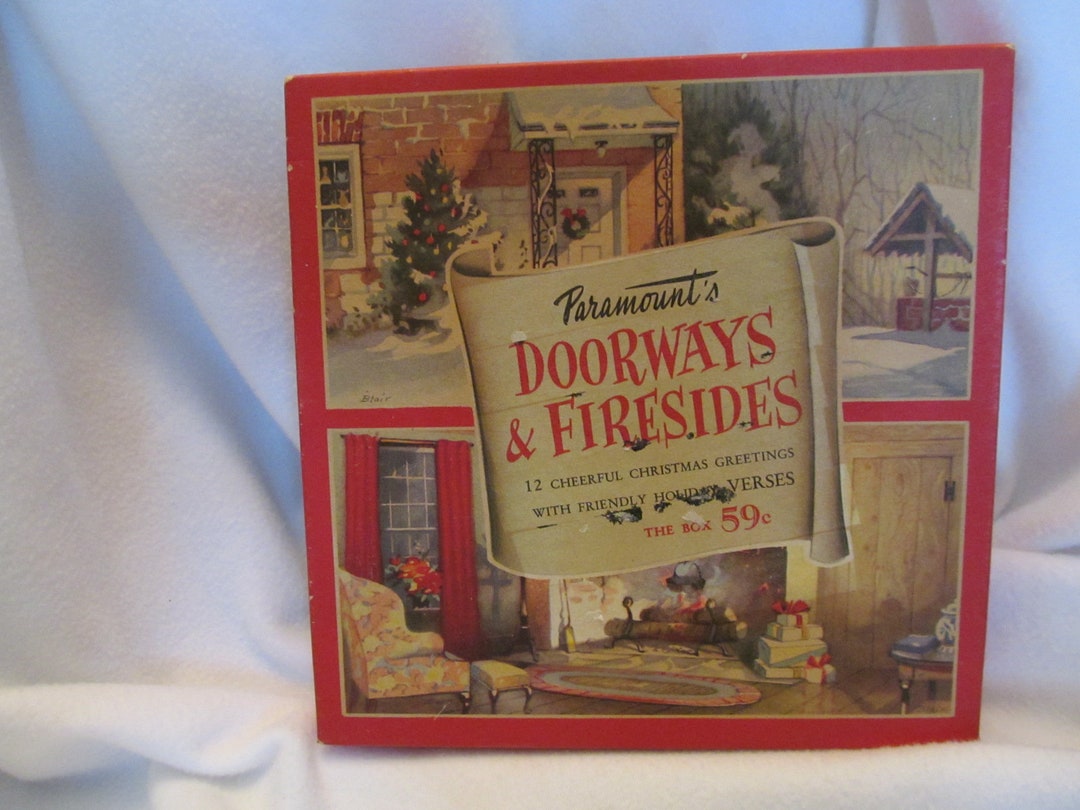 Paramount's
DOORWAYS
& FIRESIDES
12 CHEERFUL CHRISTMAS GREETINGS
WITH FRIENDLY HOLIDAY VERSES
THE BOX 59c
Blair